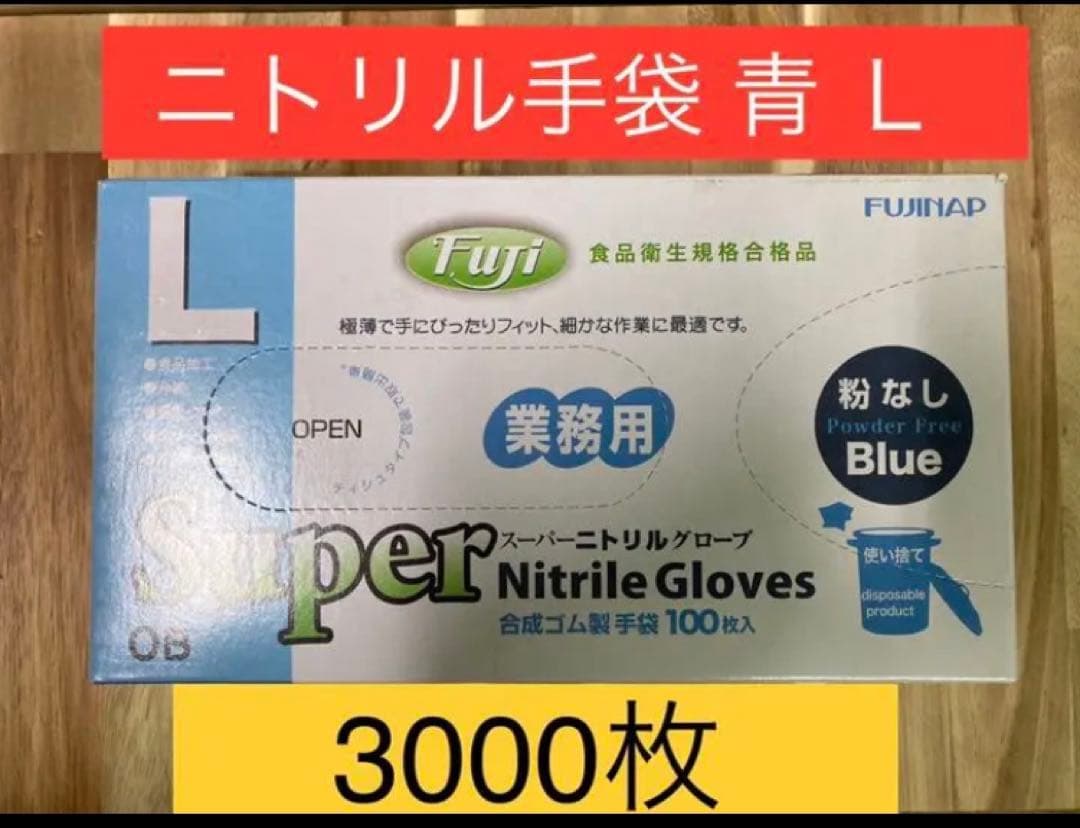 ニトリル手袋 青 L
L
FUJINAP
Fuji
食品衛生規格合格品
極薄で手にぴったりフィット、細かな作業に最適です。
●食品加工
OPEN
業務用
粉なし
Powder Free
Blue
Super
スーパーニトリルグローブ
Nitrile Gloves
合成ゴム製 手袋 100枚入
使い捨て
disposable
product
OB
3000枚